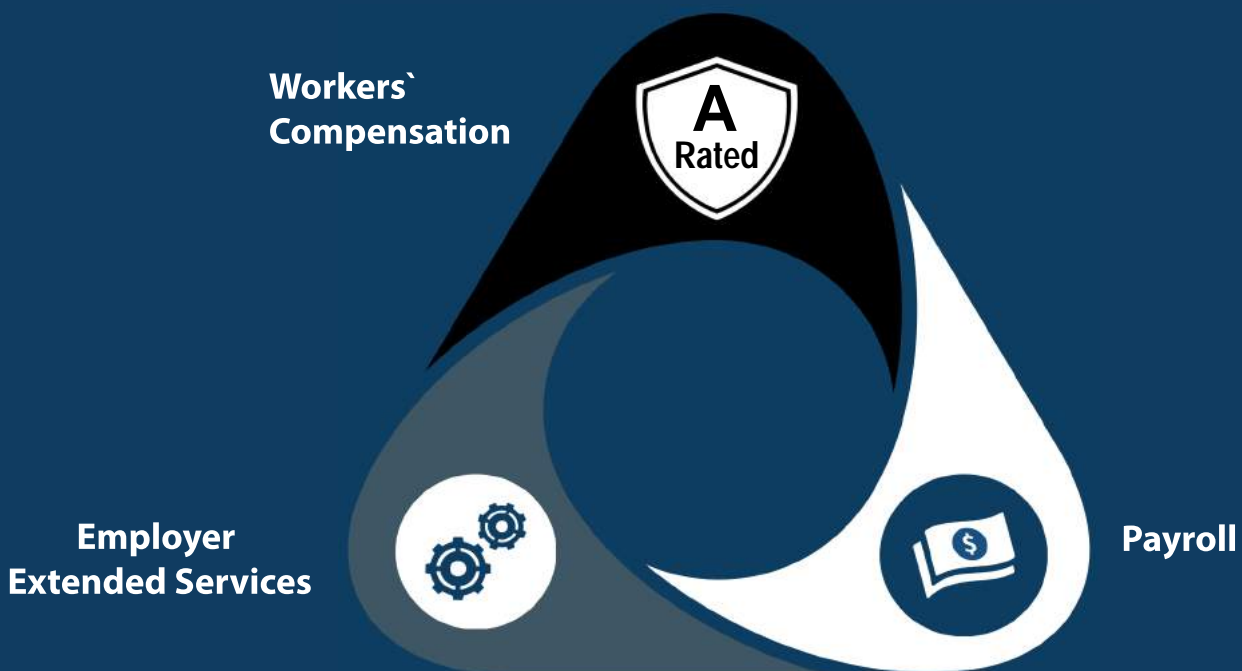 Workers`
Compensation
A
Rated
Employer
Extended Services
$
Payroll